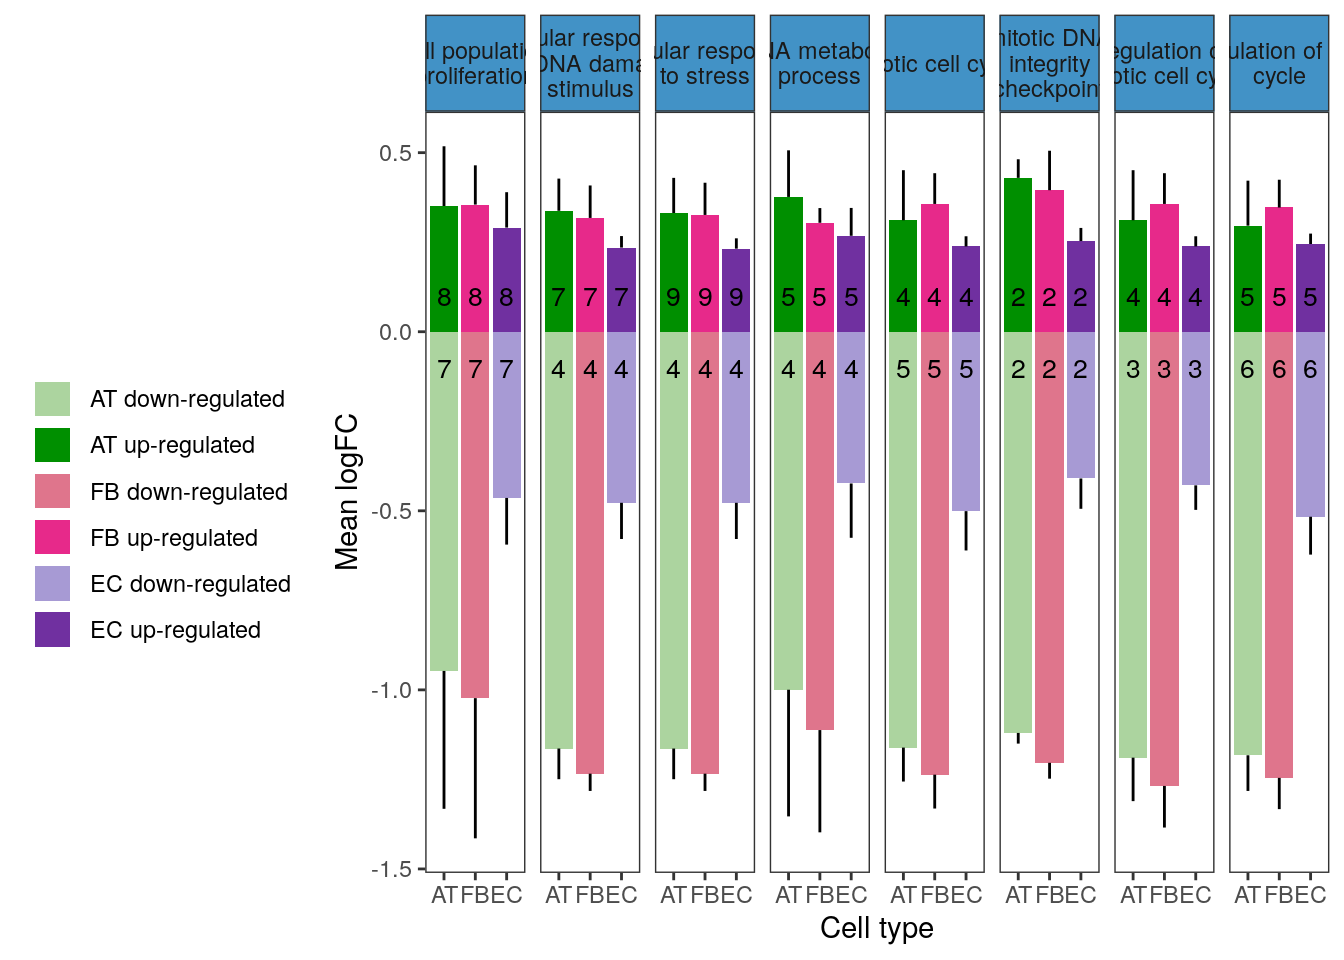 ll populati
proliferation
ular respo
DNA dama
stimulus
ular respo
to stress
NA metabo
process
otic cell cy
mitotic DNA
integrity
checkpoin
egulation o
otic cell cy
ulation of
cycle
0.5
0.0
-0.5
-1.0
-1.5
Mean logFC
8 8 8
7 7 7
9 9 9
5 5 5
4 4 4
2 2 2
4 4 4
5 5 5
7 7 7
4 4 4
4 4 4
4 4 4
5 5 5
2 2 2
3 3 3
6 6 6
AT down-regulated
AT up-regulated
FB down-regulated
FB up-regulated
EC down-regulated
EC up-regulated
AT FB EC
AT FB EC
AT FB EC
AT FB EC
AT FB EC
AT FB EC
AT FB EC
AT FB EC
Cell type